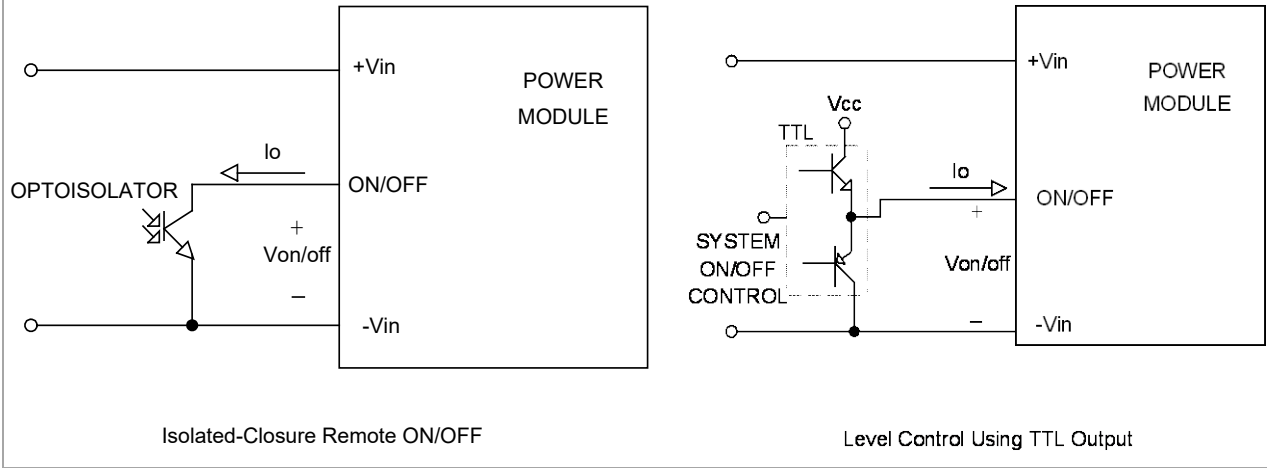 +Vin
POWER
MODULE
Io
OPTOISOLATOR
ON/OFF
+
Von/off
−
-Vin
Isolated-Closure Remote ON/OFF
+Vin
POWER
MODULE
Vcc
TTL
Io
ON/OFF
+
SYSTEM
ON/OFF
CONTROL
Von/off
−
-Vin
Level Control Using TTL Output